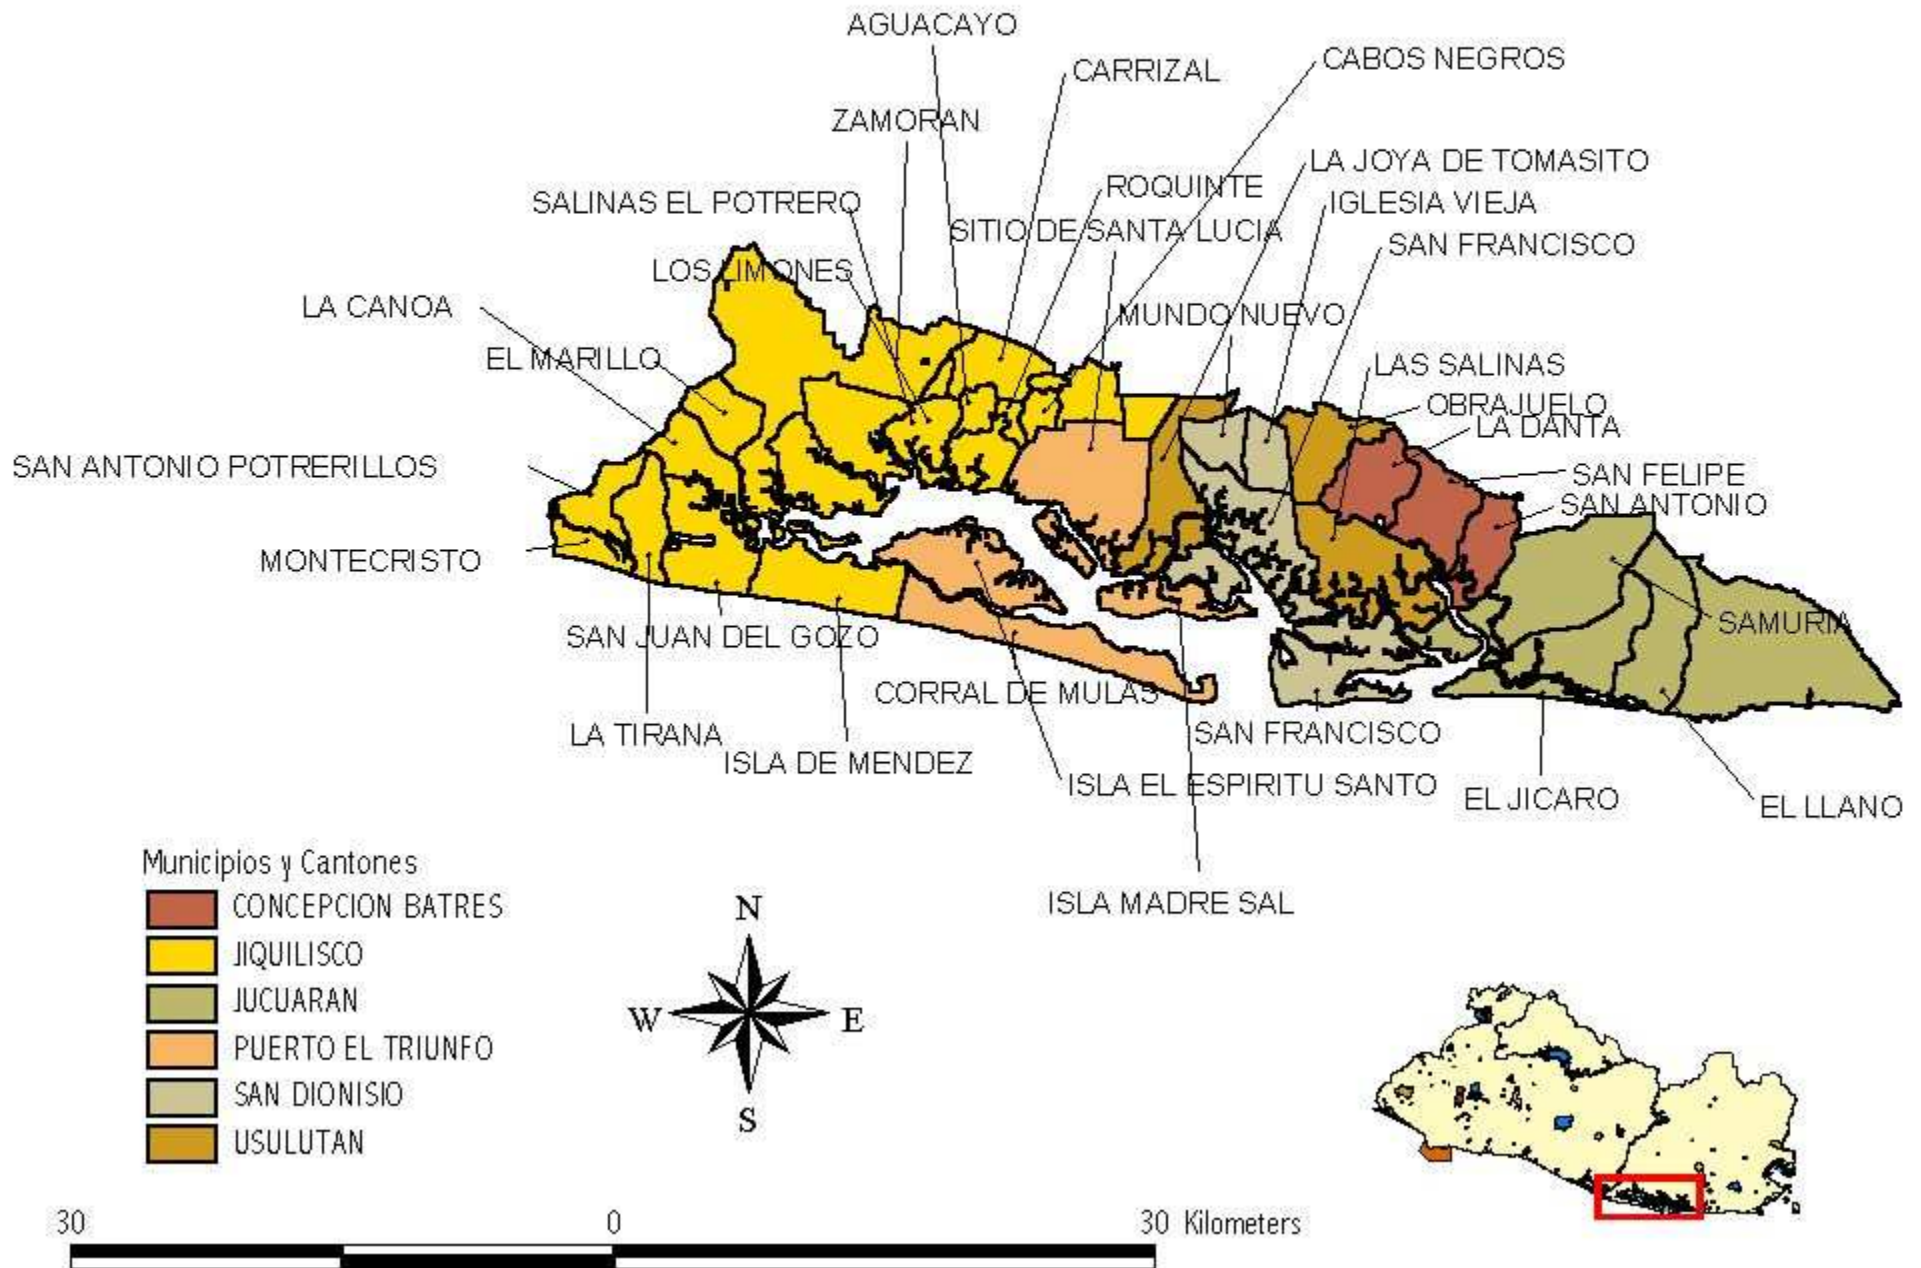 AGUACAYO
CABOS NEGROS
CARRIZAL
ZAMORAN
LA JOYA DE TOMASITO
ROQUINTE
SALINAS EL POTRERO
IGLESIA VIEJA
SITIO DE SANTA LUCIA
SAN FRANCISCO
LOS LIMONES
LA CANOA
MUNDO NUEVO
EL MARILLO
LAS SALINAS
OBRAJUELO
LA DANTA
SAN ANTONIO POTRERILLOS
SAN FELIPE
SAN ANTONIO
MONTECRISTO
SAMURIA
SAN JUAN DEL GOZO
CORRAL DE MULAS
LA TIRANA
SAN FRANCISCO
ISLA DE MENDEZ
ISLA EL ESPIRITU SANTO
EL JICARO
EL LLANO
ISLA MADRE SAL
Municipios y Cantones
CONCEPCION BATRES
JIQUILISCO
JUCUARAN
PUERTO EL TRIUNFO
SAN DIONISIO
USULUTAN
N
W E
S
30 0 30 Kilometers